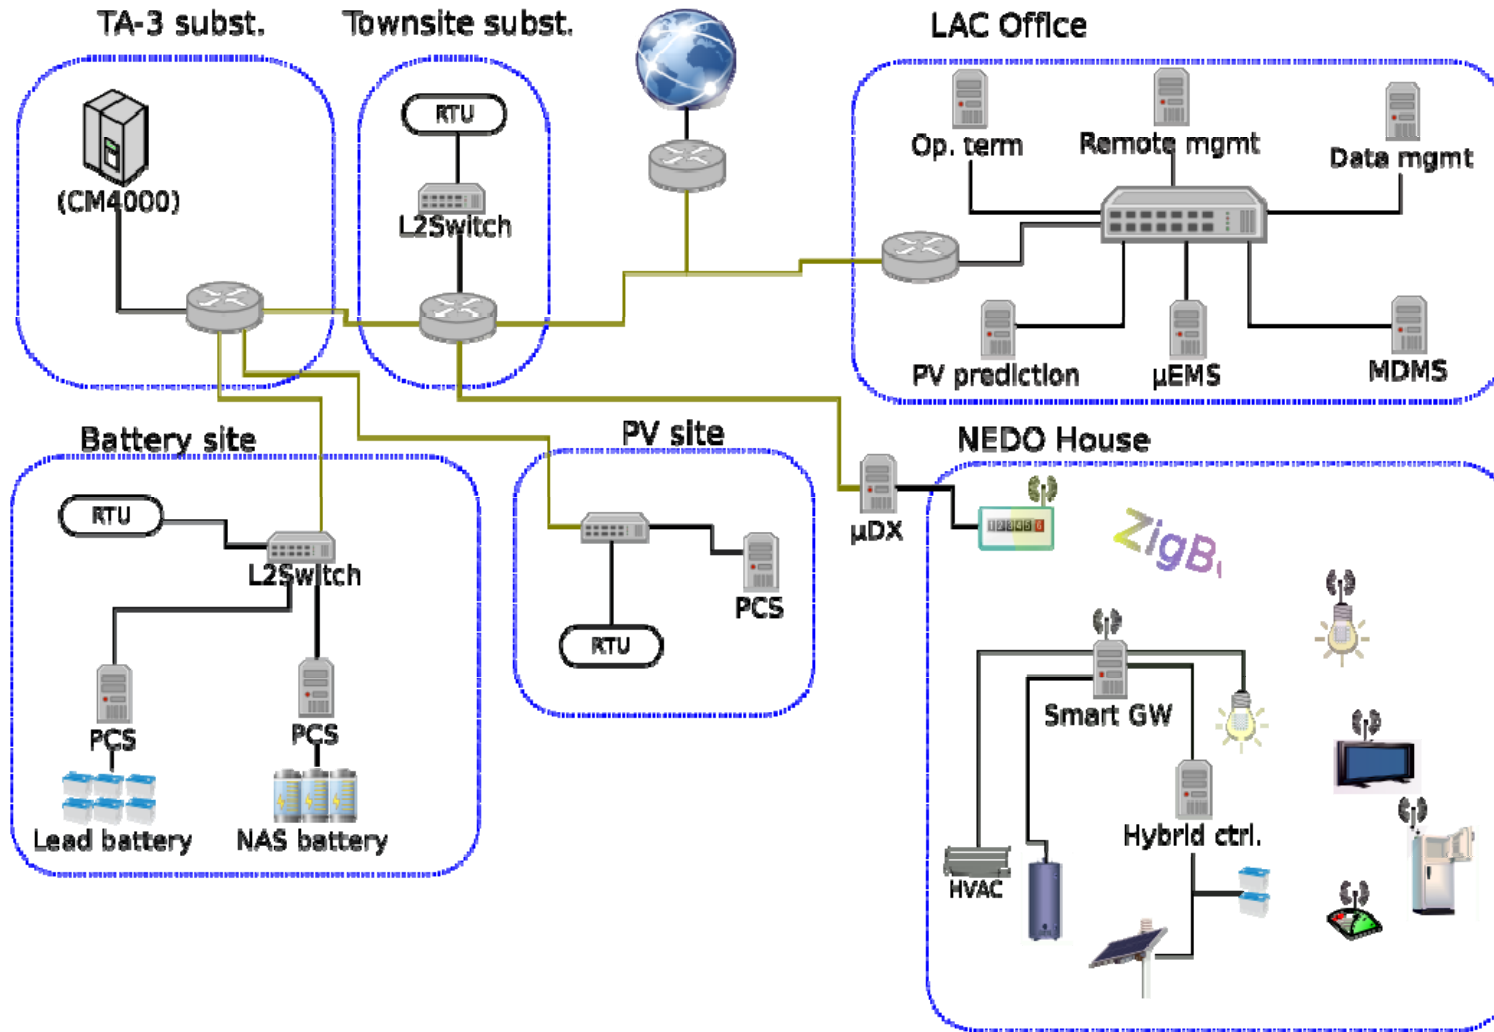 TA-3 subst.
Townsite subst.
LAC Office
RTU
(CM4000)
L2Switch
Op. term
Remote mgmt
Data mgmt
PV prediction
µEMS
MDMS
Battery site
PV site
NEDO House
RTU
L2Switch
PCS
PCS
Lead battery
NAS battery
PCS
RTU
µDX
123456
ZigB
Smart GW
Hybrid ctrl.
HVAC